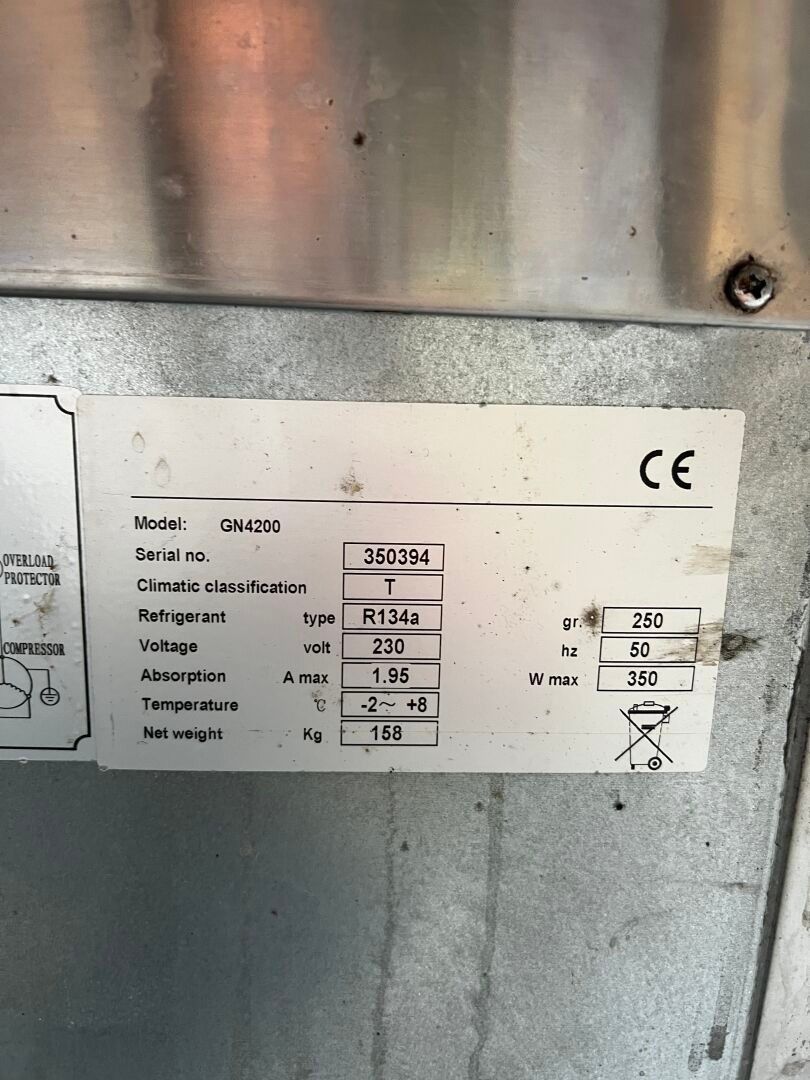 CE
Model: GN4200
Serial no. 350394
Climatic classification T
Refrigerant type R134a gr. 250
Voltage volt 230 hz 50
Absorption A max 1.95 W max 350
Temperature ℃ -2～ +8
Net weight Kg 158
OVERLOAD
PROTECTOR
COMPRESSOR